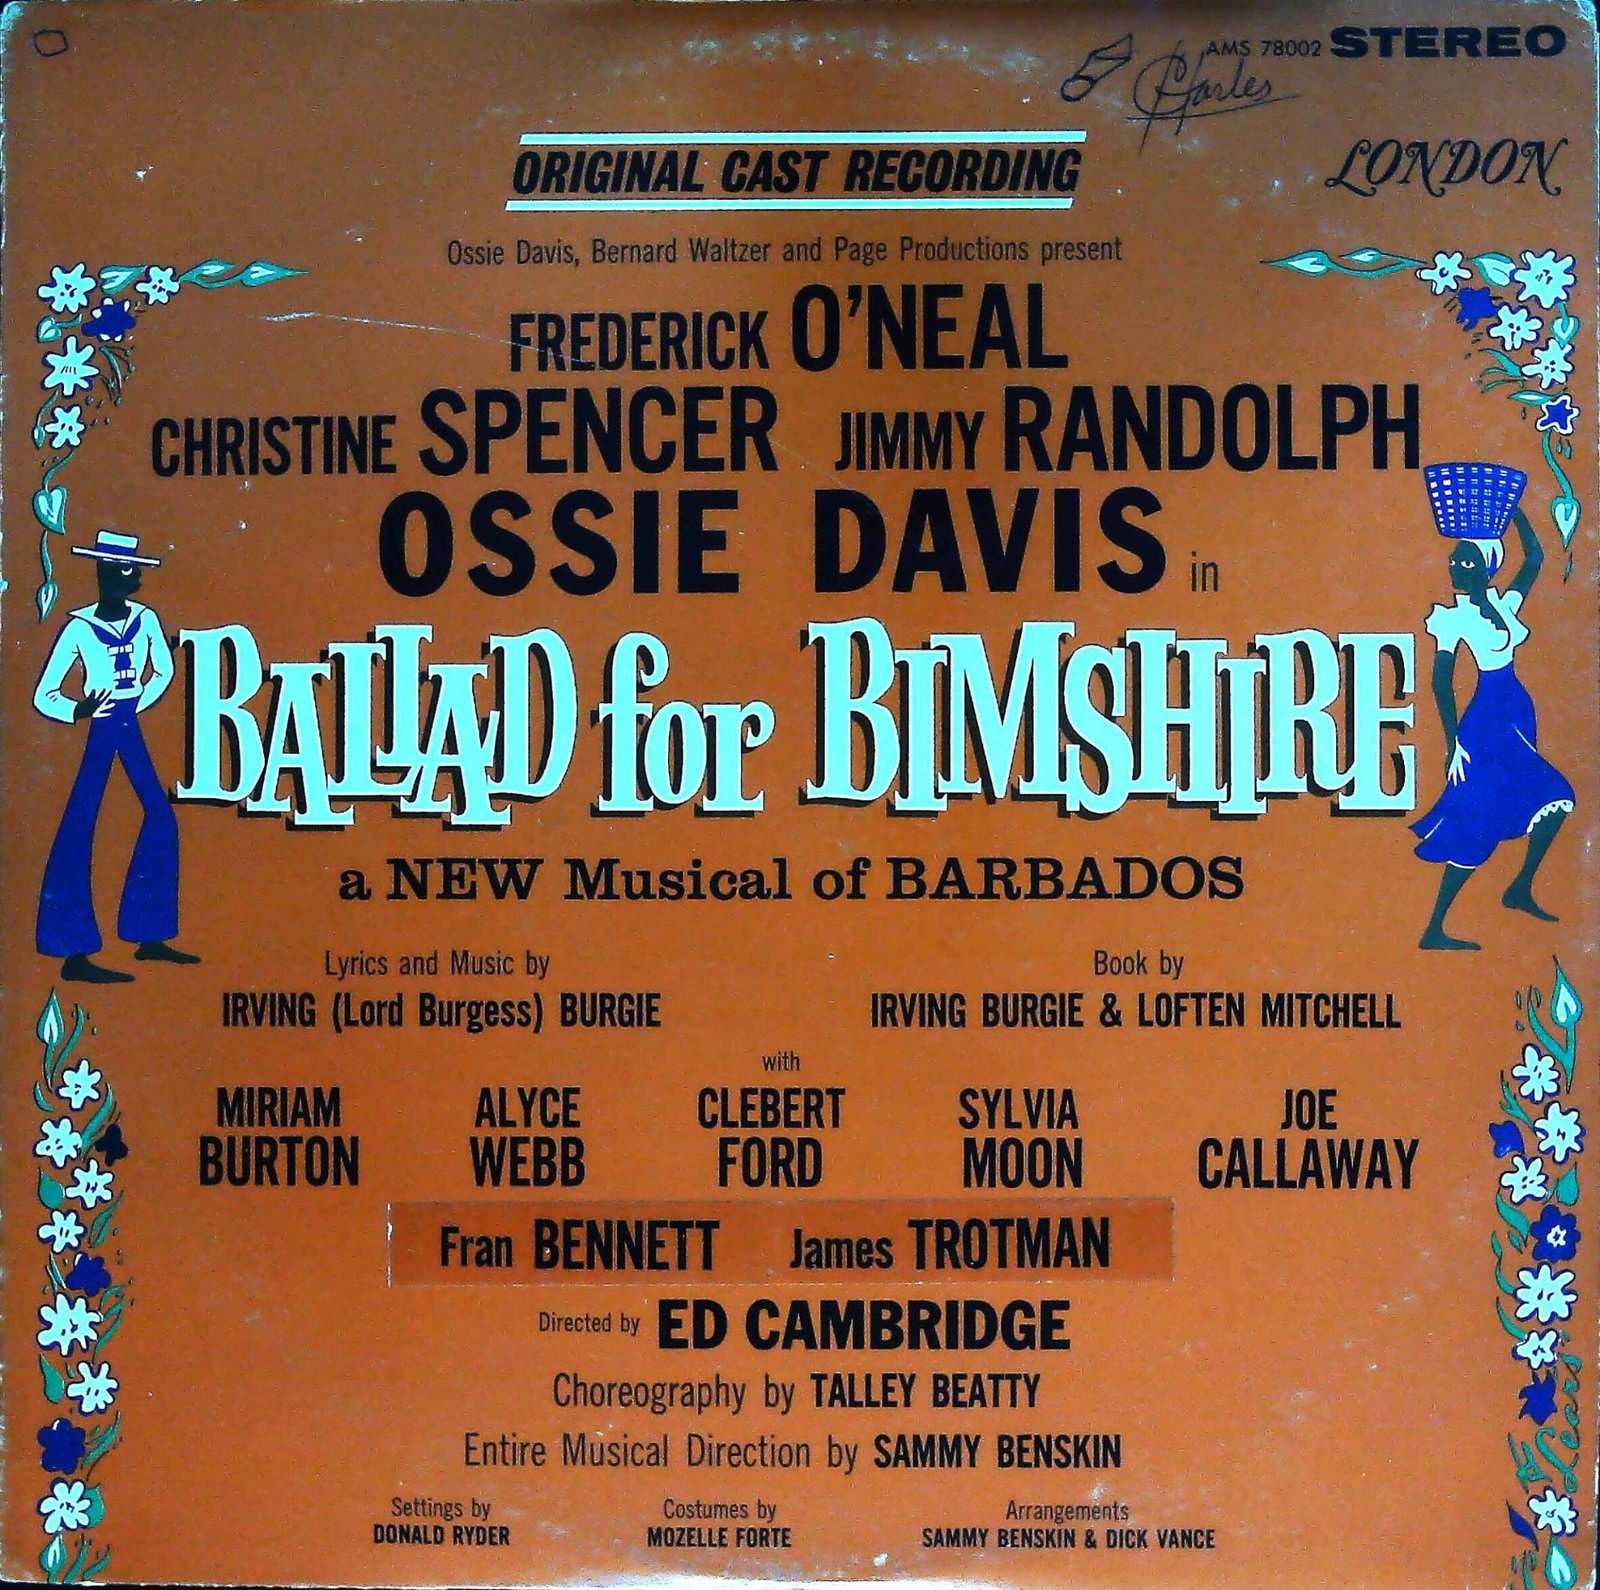 AMS 78002 STEREO
Charles
LONDON
ORIGINAL CAST RECORDING
Ossie Davis, Bernard Waltzer and Page Productions present
FREDERICK O'NEAL
CHRISTINE SPENCER JIMMY RANDOLPH
OSSIE DAVIS in
BALLAD for BIMSHIRE
a NEW Musical of BARBADOS
Lyrics and Music by
IRVING (Lord Burgess) BURGIE
Book by
IRVING BURGIE & LOFTEN MITCHELL
with
MIRIAM BURTON
ALYCE WEBB
CLEBERT FORD
SYLVIA MOON
JOE CALLAWAY
Fran BENNETT James TROTMAN
Directed by ED CAMBRIDGE
Choreography by TALLEY BEATTY
Entire Musical Direction by SAMMY BENSKIN
Settings by
DONALD RYDER
Costumes by
MOZELLE FORTE
Arrangements
SAMMY BENSKIN & DICK VANCE